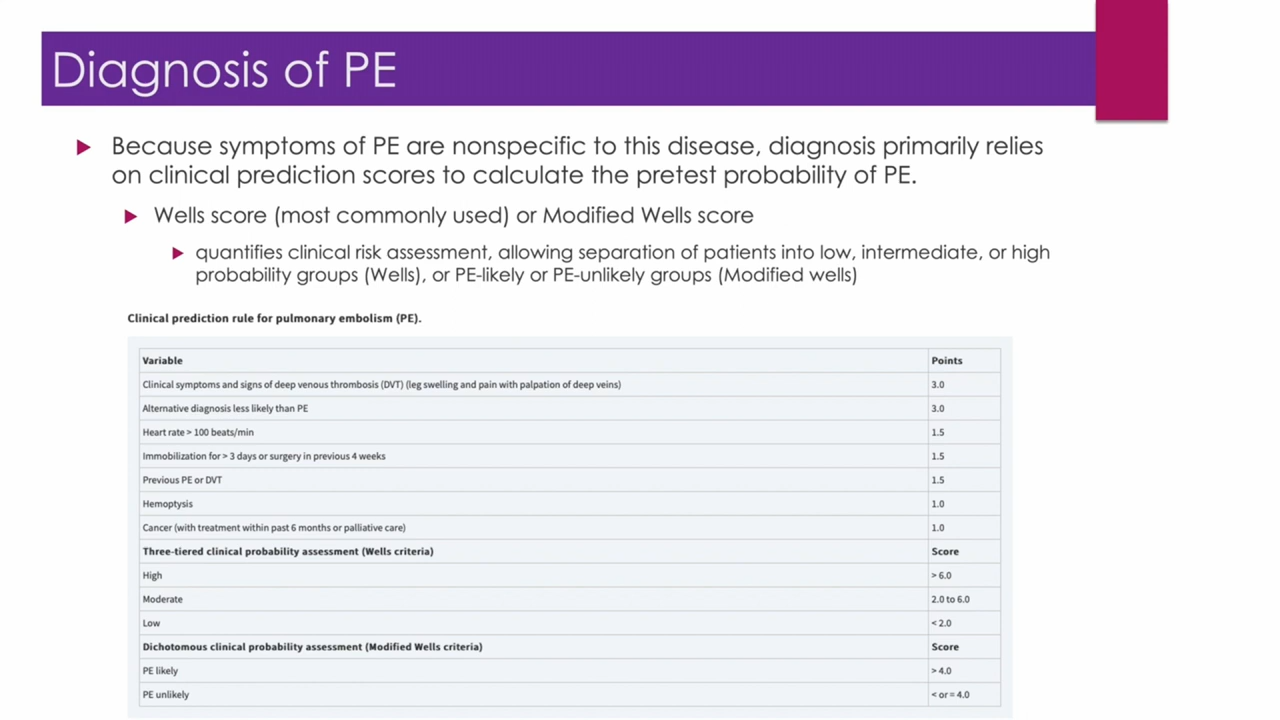 Diagnosis of PE
Because symptoms of PE are nonspecific to this disease, diagnosis primarily relies
on clinical prediction scores to calculate the pretest probability of PE.
Wells score (most commonly used) or Modified Wells score
quantifies clinical risk assessment, allowing separation of patients into low, intermediate, or high
probability groups (Wells), or PE-likely or PE-unlikely groups (Modified wells)
Clinical prediction rule for pulmonary embolism (PE).
Variable Points
Clinical symptoms and signs of deep venous thrombosis (DVT) (leg swelling and pain with palpation of deep veins) 3.0
Alternative diagnosis less likely than PE 3.0
Heart rate > 100 beats/min 1.5
Immobilization for > 3 days or surgery in previous 4 weeks 1.5
Previous PE or DVT 1.5
Hemoptysis 1.0
Cancer (with treatment within past 6 months or palliative care) 1.0
Three-tiered clinical probability assessment (Wells criteria) Score
High > 6.0
Moderate 2.0 to 6.0
Low < 2.0
Dichotomous clinical probability assessment (Modified Wells criteria) Score
PE likely > 4.0
PE unlikely < or = 4.0